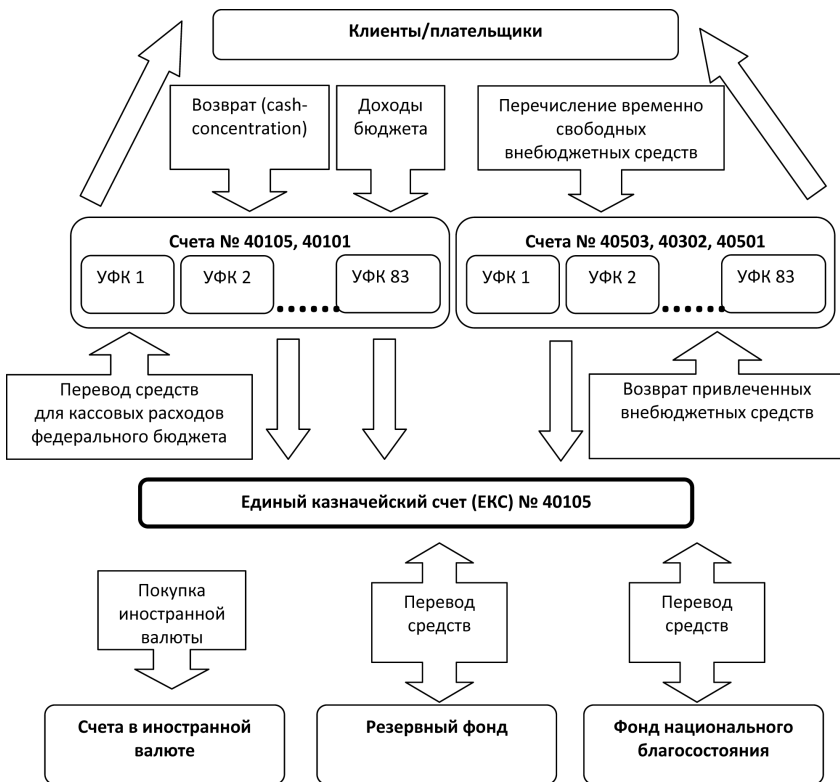 Клиенты/плательщики
Возврат (cash-
concentration)
Доходы
бюджета
Перечисление временно
свободных
внебюджетных средств
Счета № 40105, 40101
УФК 1
УФК 2
УФК 83
Счета № 40503, 40302, 40501
УФК 1
УФК 2
УФК 83
Перевод средств
для кассовых расходов
федерального бюджета
Возврат привлеченных
внебюджетных средств
Единый казначейский счет (ЕКС) № 40105
Покупка
иностранной
валюты
Перевод
средств
Перевод
средств
Счета в иностранной
валюте
Резервный фонд
Фонд национального
благосостояния